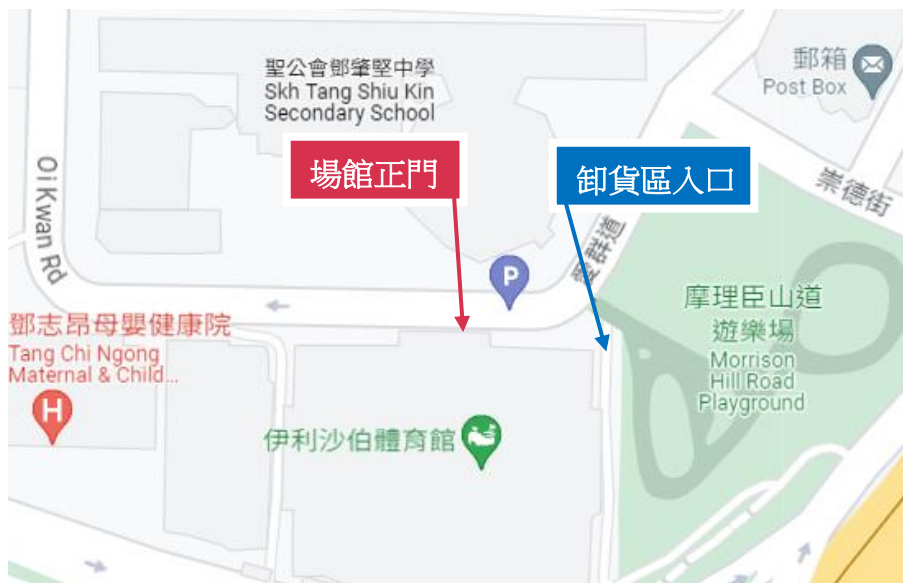 聖公會鄧肇堅中學
Skh Tang Shiu Kin
Secondary School
郵箱
Post Box
場館正門
卸貨區入口
崇德街
Oi Kwan Rd
愛群道
P
摩理臣山道
遊樂場
Morrison
Hill Road
Playground
鄧志昂母嬰健康院
Tang Chi Ngong
Maternal & Child...
H
伊利沙伯體育館